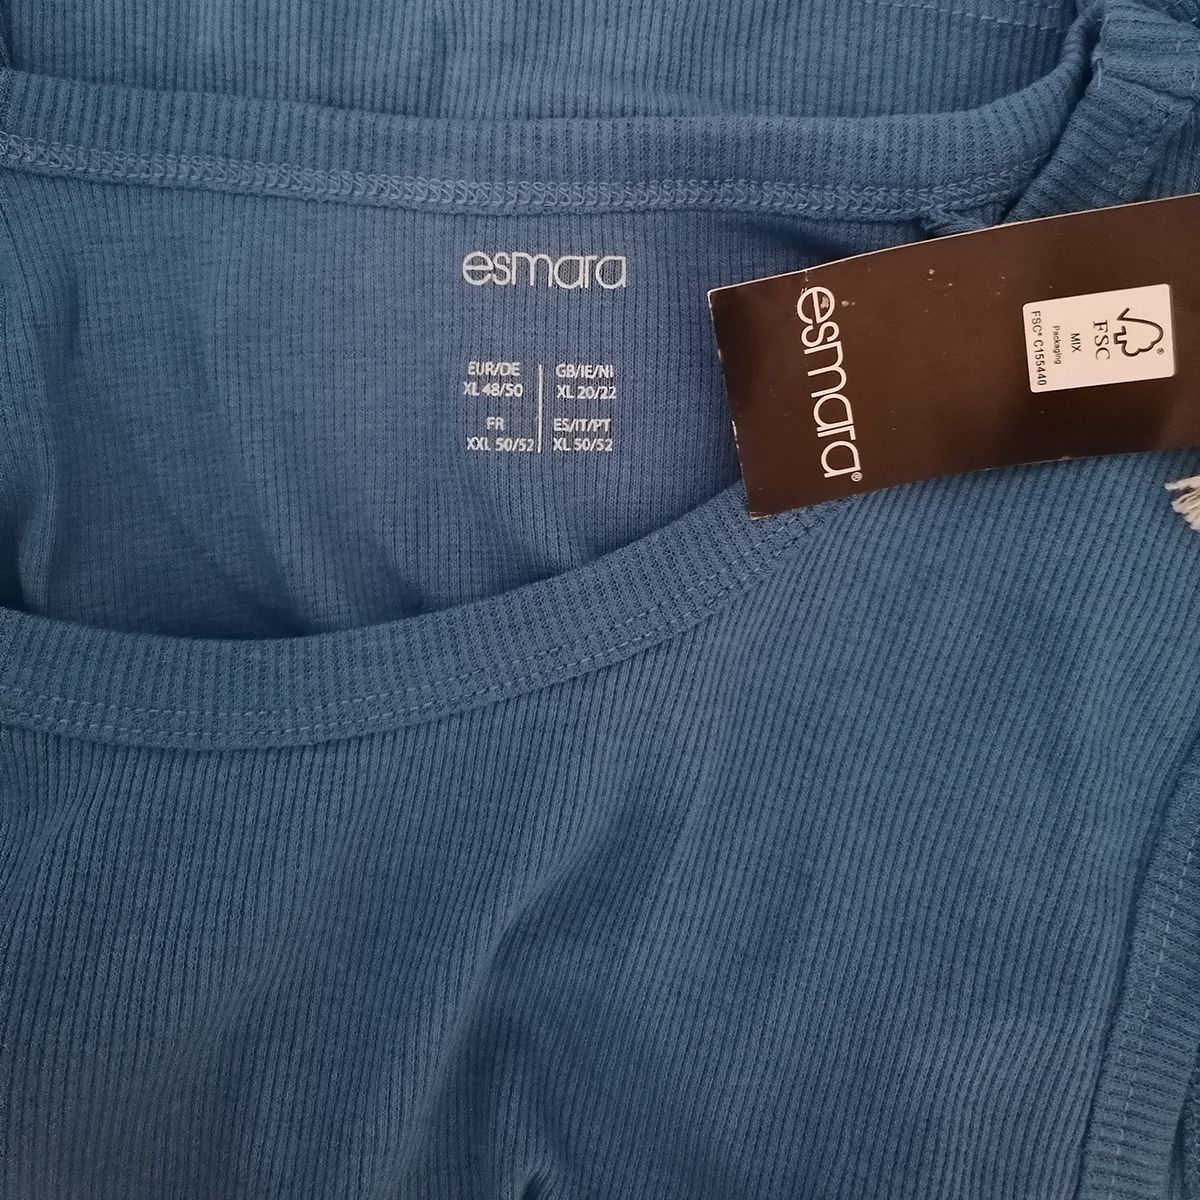 esmara
EUR/DE
XL 48/50
GB/IE/NI
XL 20/22
FR
XXL 50/52
ES/IT/PT
XL 50/52
esmara®
®
FSC
MIX
Packaging
FSC® C155440